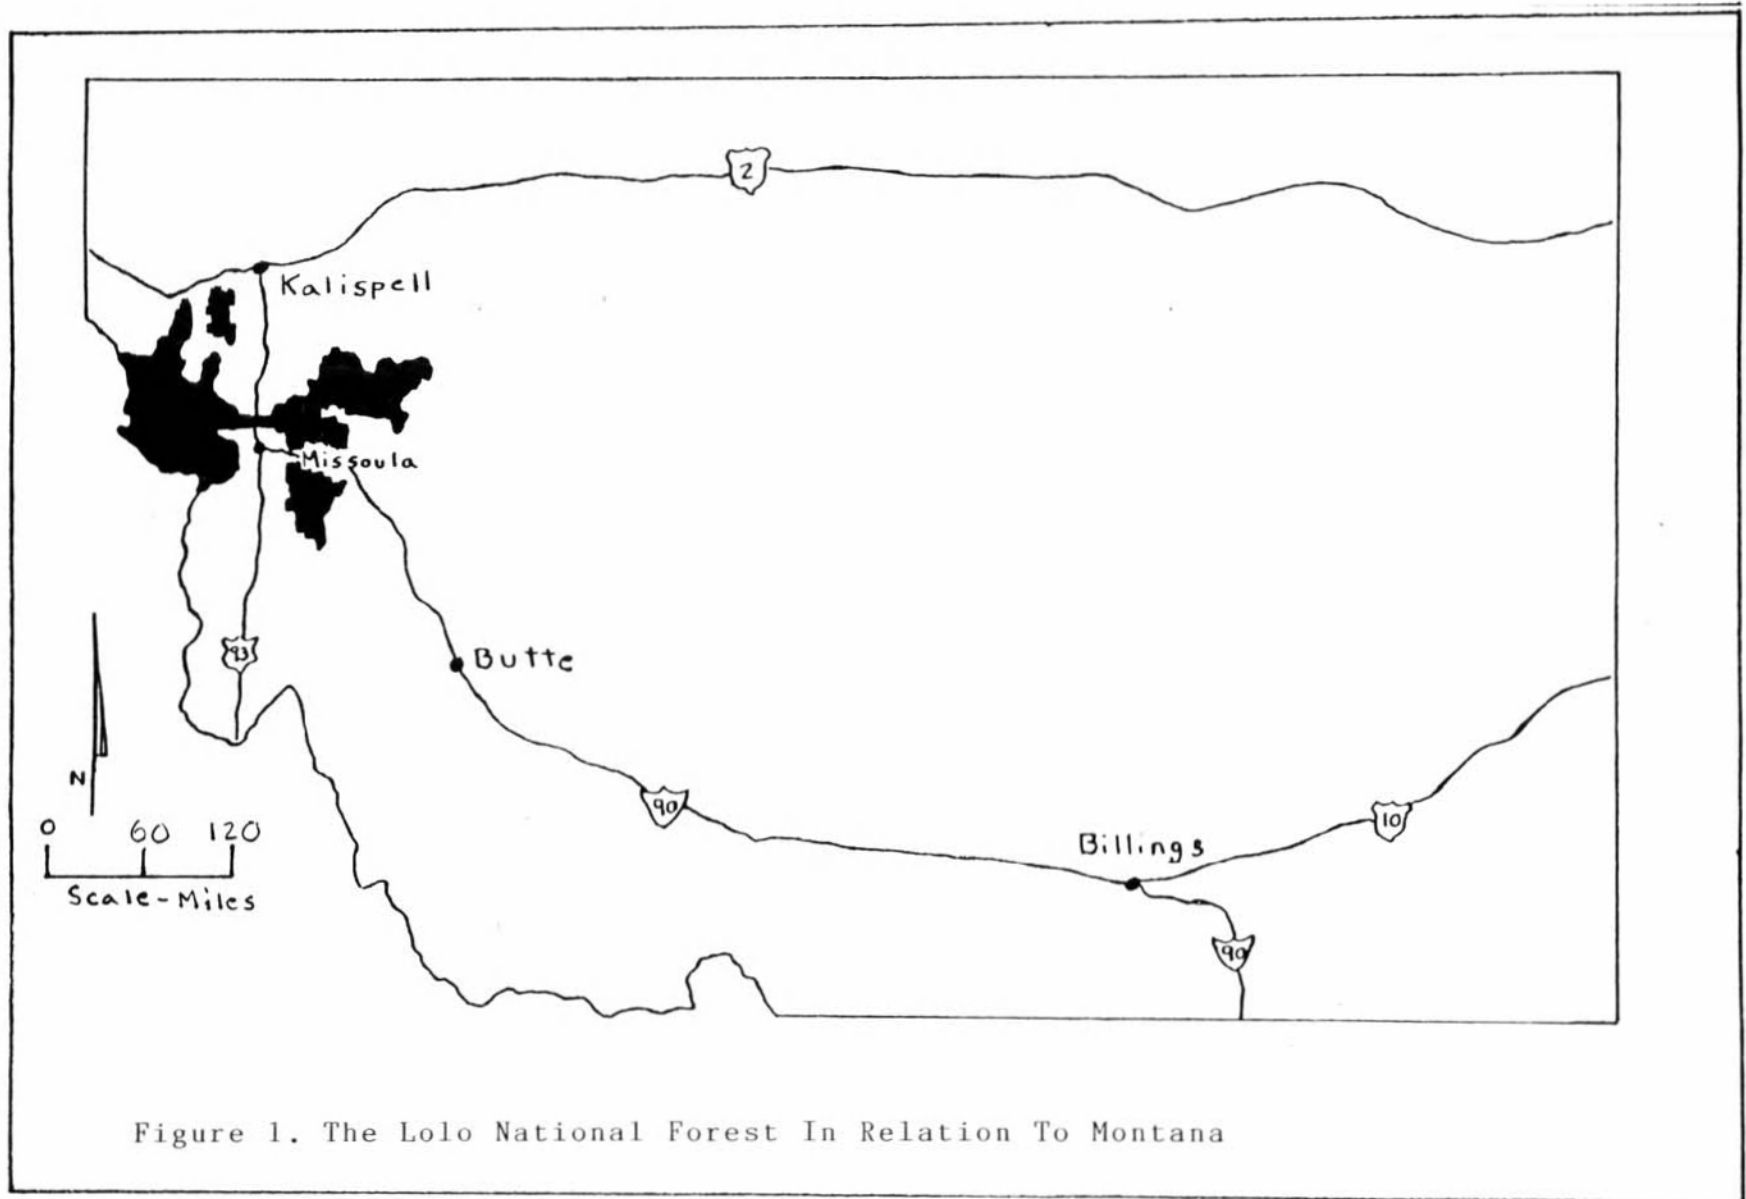 2
Kalispell
Missoula
93
Butte
N
0 60 120
Scale-Miles
90
Billings
10
90
Figure 1. The Lolo National Forest In Relation To Montana